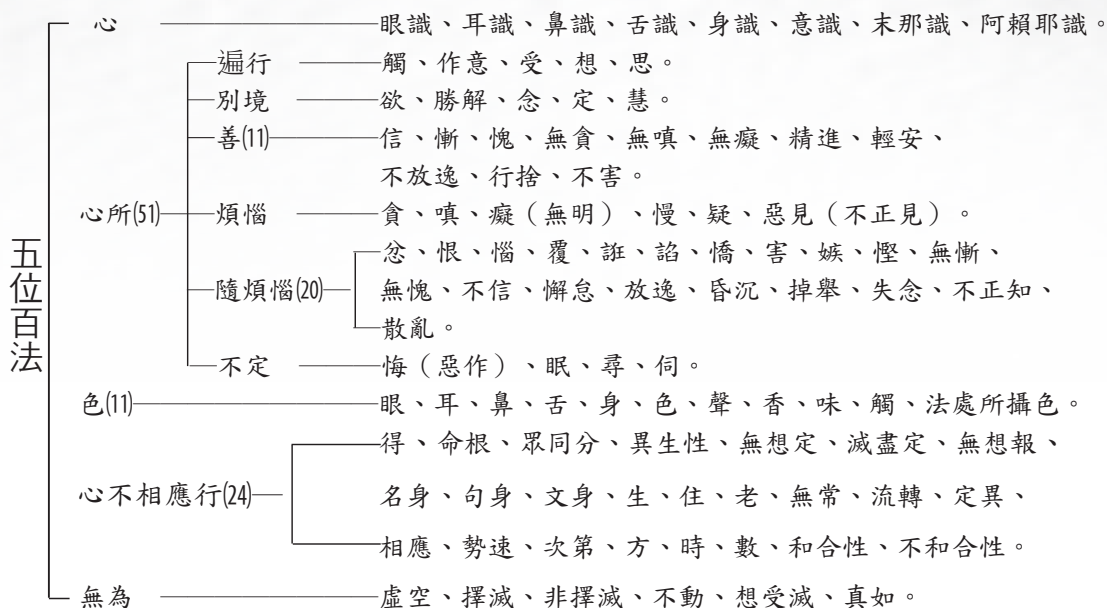 五位百法
心 眼識、耳識、鼻識、舌識、身識、意識、末那識、阿賴耶識。
遍行 觸、作意、受、想、思。
別境 欲、勝解、念、定、慧。
善(11) 信、慚、愧、無貪、無嗔、無癡、精進、輕安、
不放逸、行捨、不害。
心所(51) 煩惱 貪、嗔、癡（無明）、慢、疑、惡見（不正見）。
忿、恨、惱、覆、誑、諂、憍、害、嫉、慳、無慚、
隨煩惱(20) 無愧、不信、懈怠、放逸、昏沉、掉舉、失念、不正知、
散亂。
不定 悔（惡作）、眠、尋、伺。
色(11) 眼、耳、鼻、舌、身、色、聲、香、味、觸、法處所攝色。
得、命根、眾同分、異生性、無想定、滅盡定、無想報、
心不相應行(24) 名身、句身、文身、生、住、老、無常、流轉、定異、
相應、勢速、次第、方、時、數、和合性、不和合性。
無為 虛空、擇滅、非擇滅、不動、想受滅、真如。